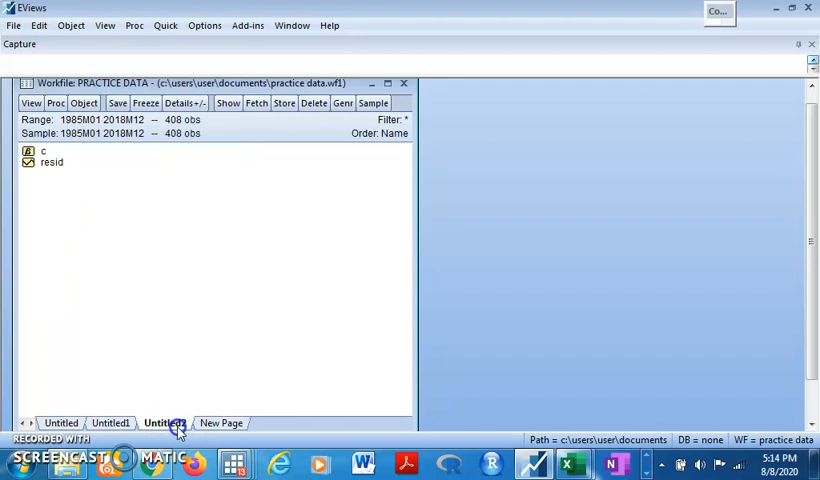 EViews
Co...
File Edit Object View Proc Quick Options Add-ins Window Help
Capture
Workfile: PRACTICE DATA - (c:\users\user\documents\practice data.wf1)
View Proc Object Save Freeze Details+/- Show Fetch Store Delete Genr Sample
Range: 1985M01 2018M12 -- 408 obs Filter: *
Sample: 1985M01 2018M12 -- 408 obs Order: Name
β c
resid
Untitled Untitled1 Untitled2 New Page
RECORDED WITH
Path = c:\users\user\documents DB = none WF = practice data
SCREENCAST MATIC
5:14 PM
8/8/2020